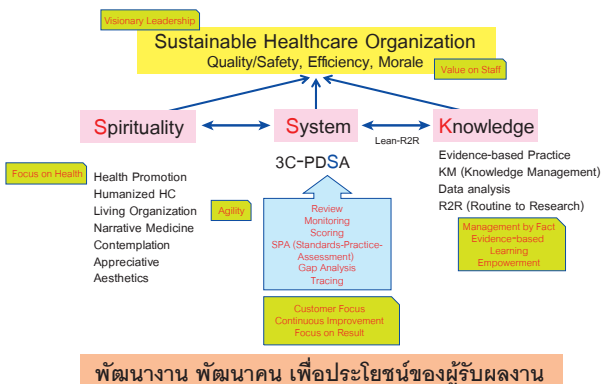 Visionary Leadership
Sustainable Healthcare Organization
Quality/Safety, Efficiency, Morale
Value on Staff
Spirituality
System
Knowledge
Lean-R2R
3C-PDSA
Focus on Health
Health Promotion
Humanized HC
Living Organization
Narrative Medicine
Contemplation
Appreciative
Aesthetics
Agility
Review
Monitoring
Scoring
SPA (Standards-Practice-
Assessment)
Gap Analysis
Tracing
Evidence-based Practice
KM (Knowledge Management)
Data analysis
R2R (Routine to Research)
Management by Fact
Evidence-based
Learning
Empowerment
Customer Focus
Continuous Improvement
Focus on Result
พัฒนางาน พัฒนาคน เพื่อประโยชน์ของผู้รับผลงาน